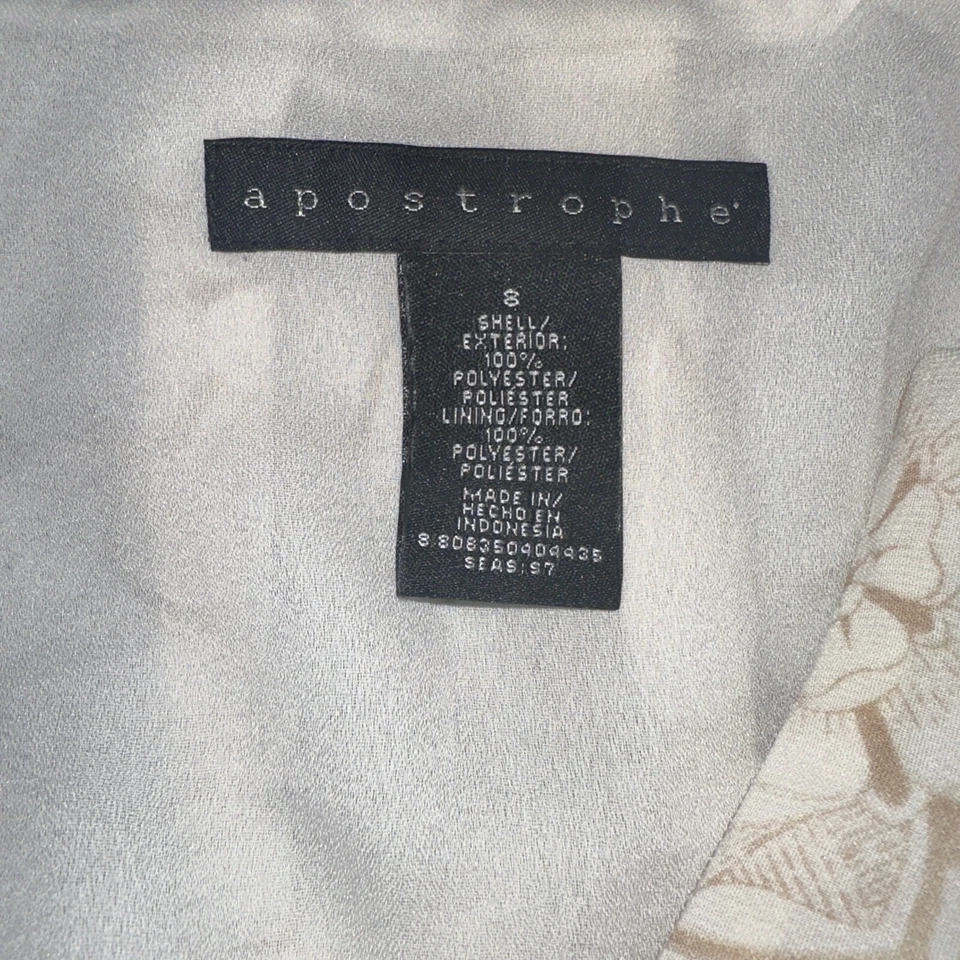 apostrophe'
8
SHELL/
EXTERIOR:
100%
POLYESTER/
POLIÉSTER
LINING/FORRO:
100%
POLYESTER/
POLIÉSTER
MADE IN/
HECHO EN
INDONESIA
8 808350404435
SEAS:S7